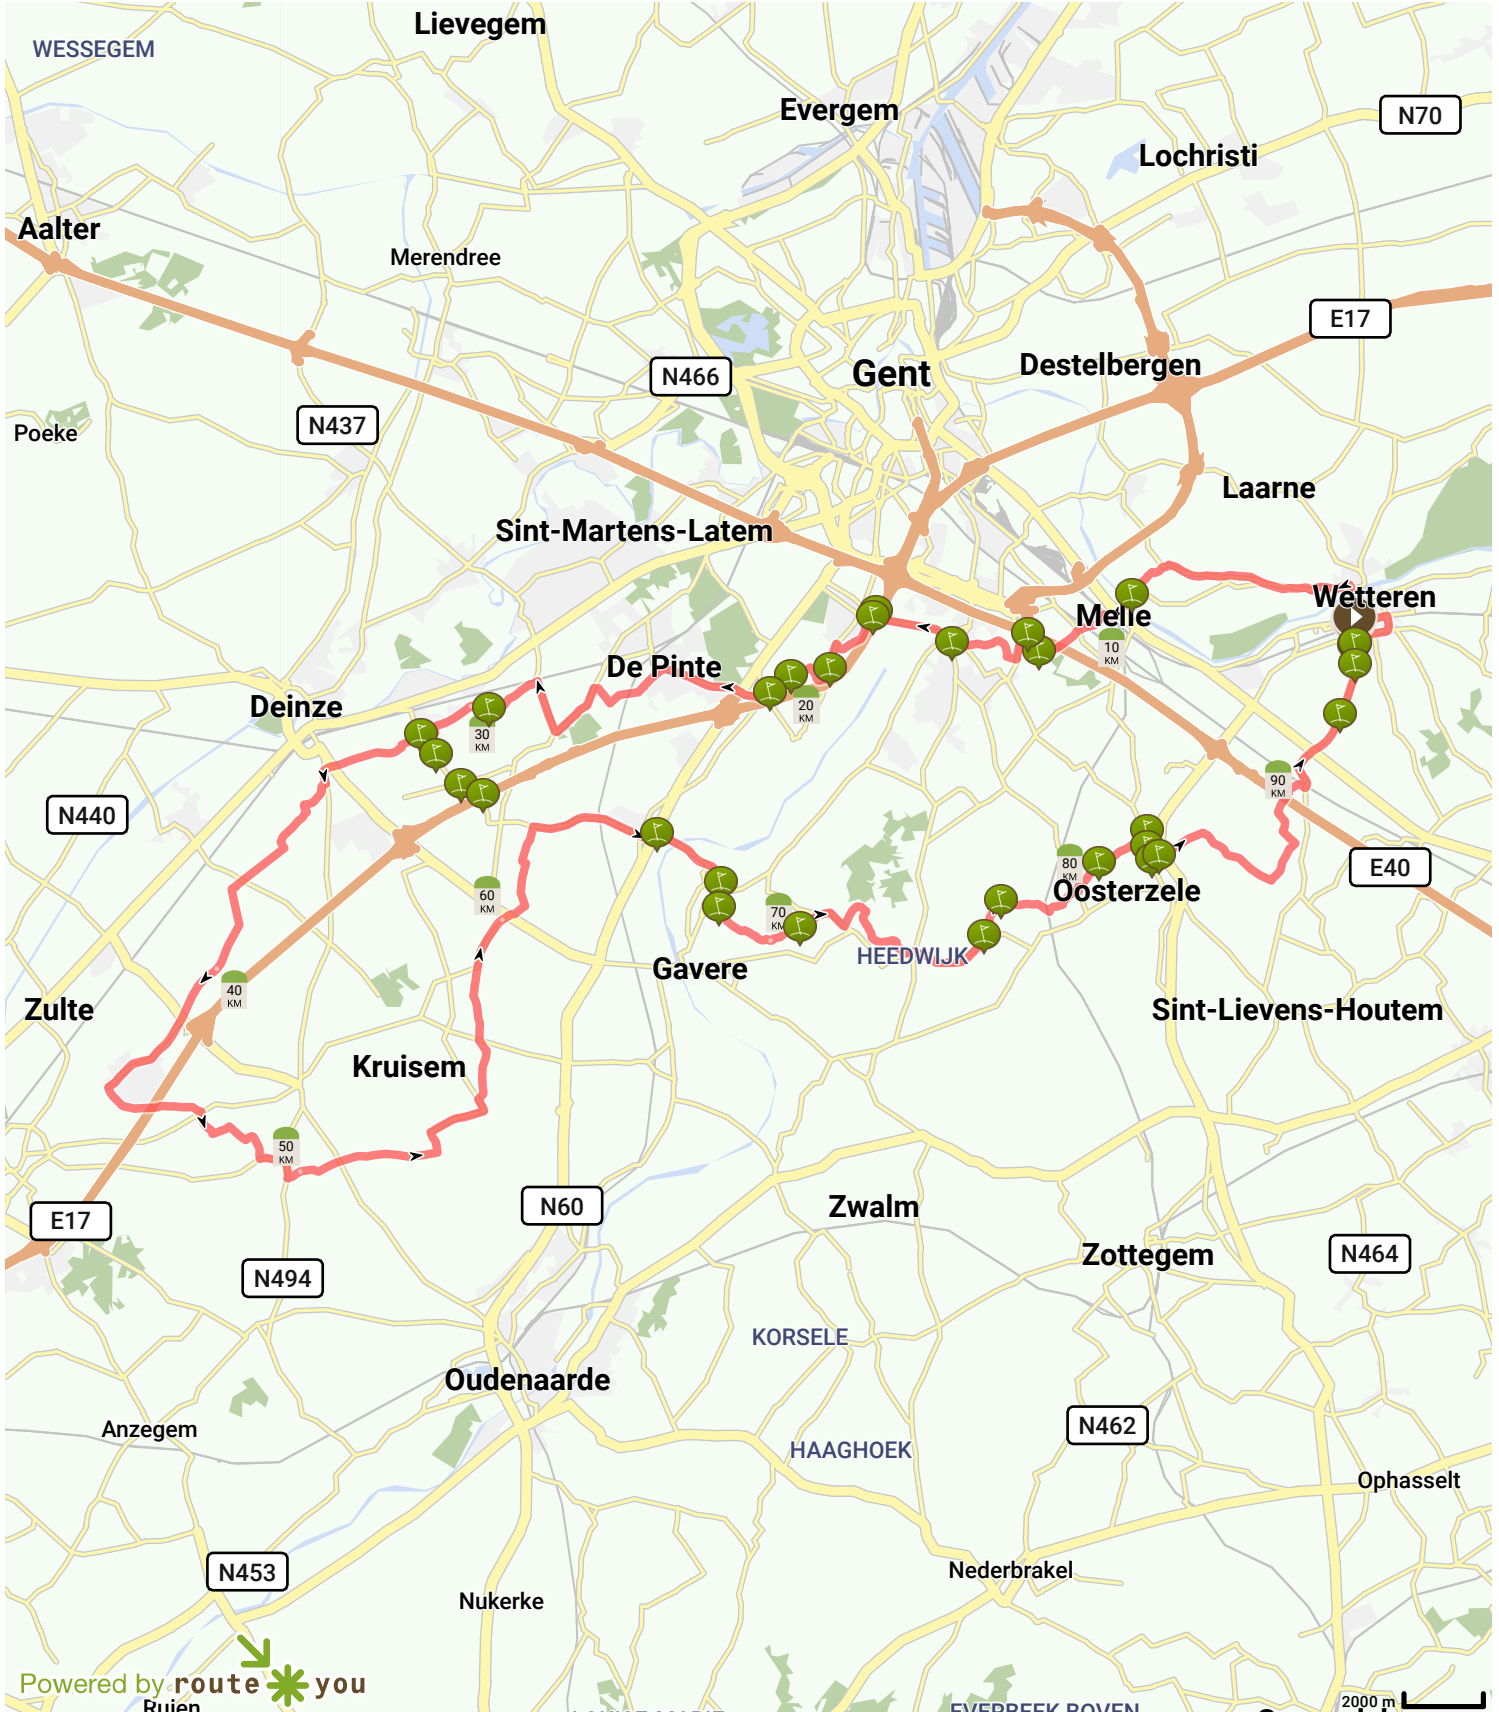 Lievegem
WESSEGEM
Evergem
N70
Lochristi
Aalter
Merendree
E17
Destelbergen
Gent
N466
N437
Poeke
Laarne
Sint-Martens-Latem
Wetteren
Melle
10
KM
De Pinte
Deinze
20
KM
30
KM
90
KM
N440
80
KM
E40
Oosterzele
60
KM
70
KM
HEEDWIJK
Gavere
40
KM
Zulte
Sint-Lievens-Houtem
Kruisem
50
KM
N60
Zwalm
E17
Zottegem
N464
N494
KORSELE
Oudenaarde
Anzegem
N462
HAAGHOEK
Ophasselt
N453
Nederbrakel
Nukerke
Powered by route you
Ruien
2000 m